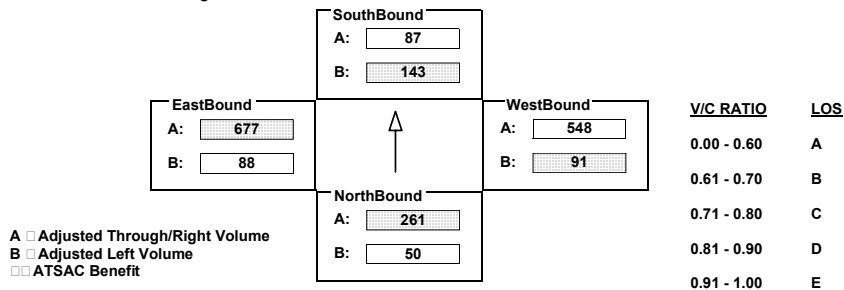 SouthBound
A: 87
B: 143
EastBound
A: 677
B: 88
WestBound
A: 548
B: 91
NorthBound
A: 261
B: 50
A □ Adjusted Through/Right Volume
B □ Adjusted Left Volume
□□ ATSAC Benefit
V/C RATIO LOS
0.00 - 0.60 A
0.61 - 0.70 B
0.71 - 0.80 C
0.81 - 0.90 D
0.91 - 1.00 E